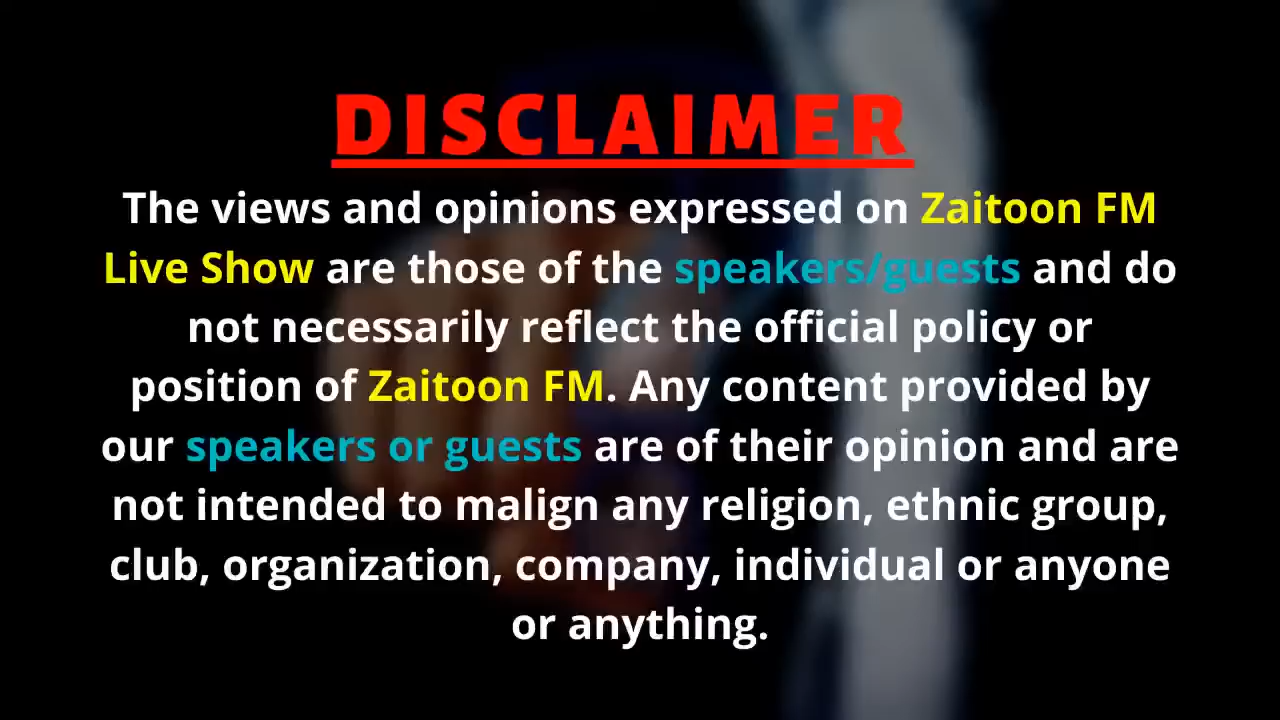 DISCLAIMER
The views and opinions expressed on Zaitoon FM
Live Show are those of the speakers/guests and do
not necessarily reflect the official policy or
position of Zaitoon FM. Any content provided by
our speakers or guests are of their opinion and are
not intended to malign any religion, ethnic group,
club, organization, company, individual or anyone
or anything.